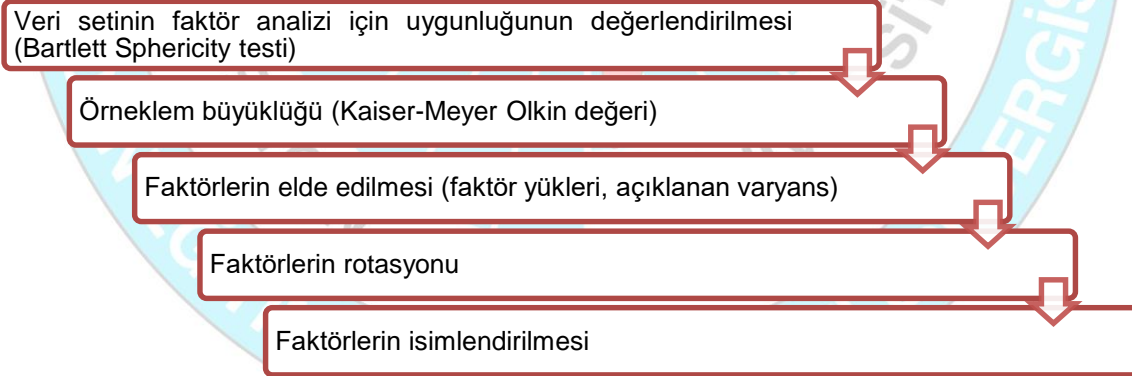 Veri setinin faktör analizi için uygunluğunun değerlendirilmesi
(Bartlett Sphericity testi)
Örneklem büyüklüğü (Kaiser-Meyer Olkin değeri)
Faktörlerin elde edilmesi (faktör yükleri, açıklanan varyans)
Faktörlerin rotasyonu
Faktörlerin isimlendirilmesi